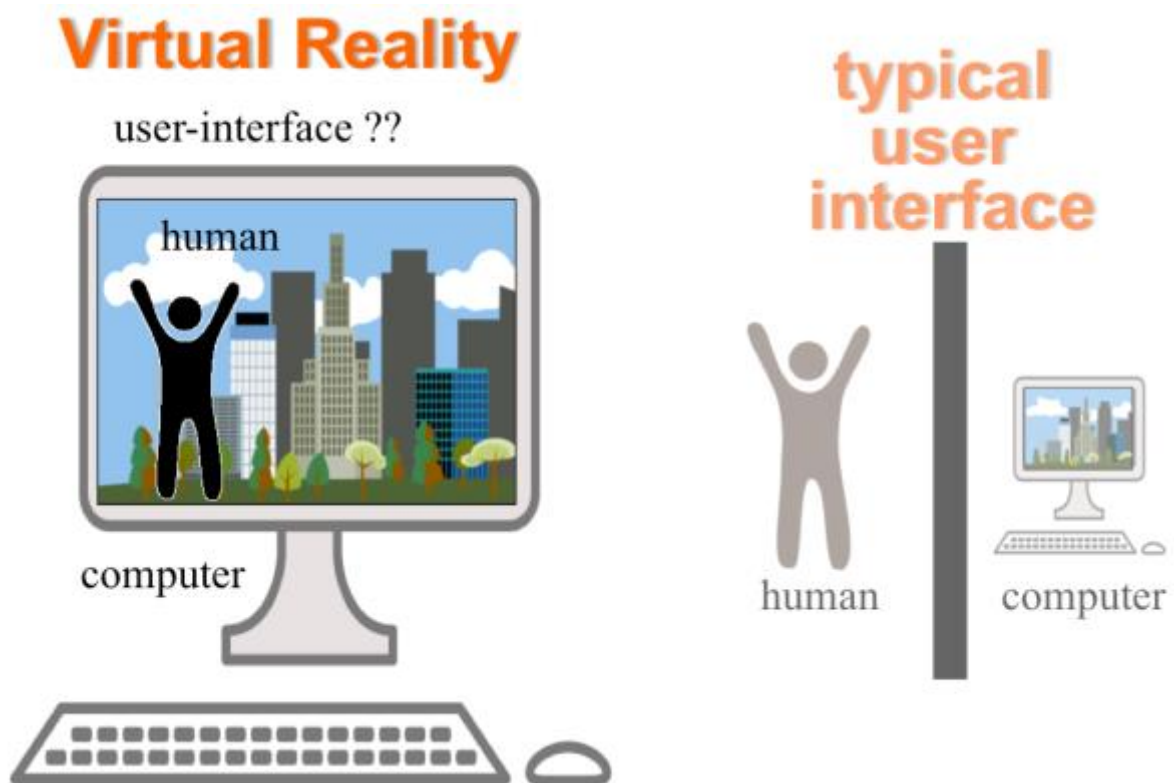 Virtual Reality
user-interface ??
human
computer
typical
user
interface
human
computer